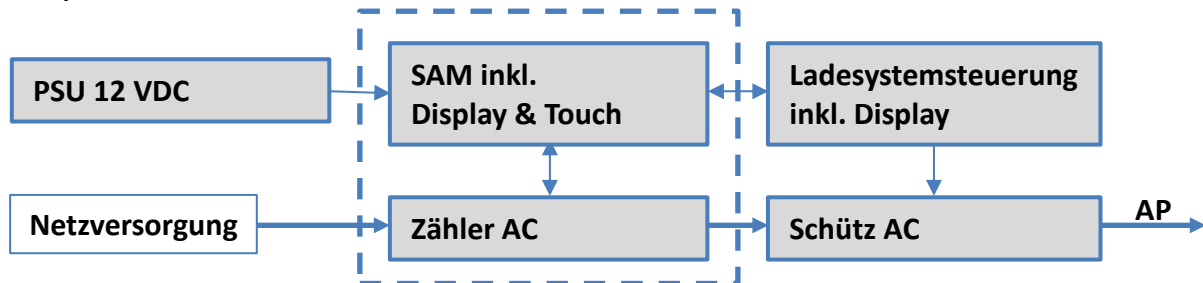 PSU 12 VDC
SAM inkl.
Display & Touch
Ladesystemsteuerung
inkl. Display
Netzversorgung
Zähler AC
Schütz AC
AP